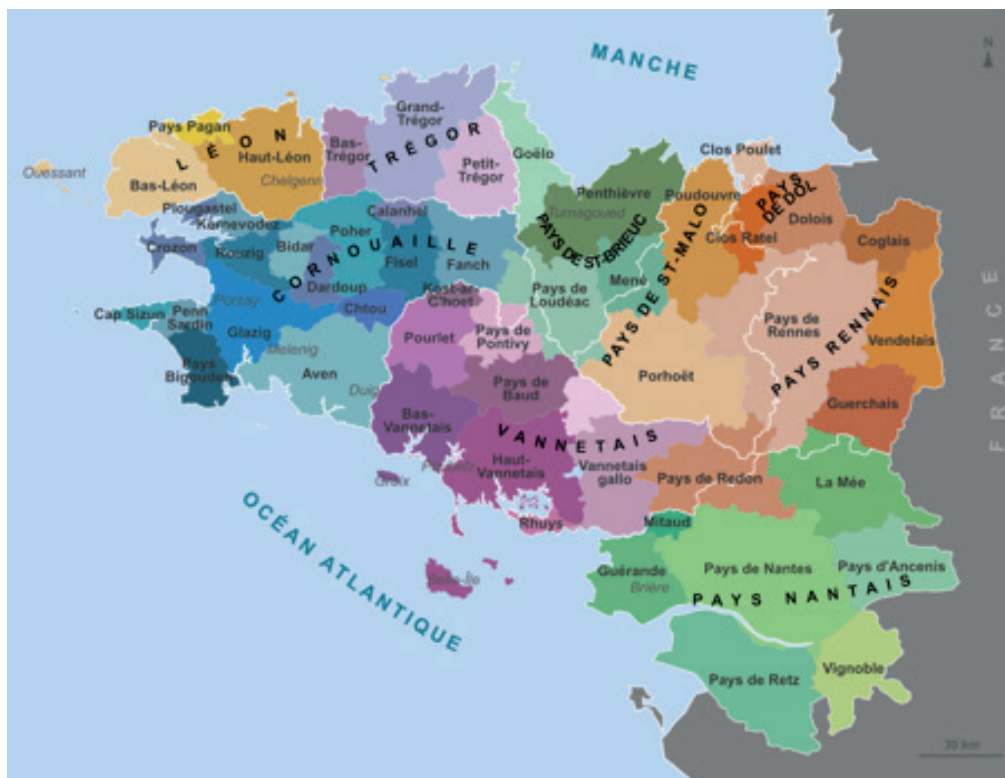 MANCHE
N
Grand-
Trégor
Pays Pagan
LÉON
Haut-Léon
Bas-
Trégor
TRÉGOR
Petit-
Trégor
Goëlo
Clos Poulet
Ouessant
Bas-Léon
Penthièvre
Poudouvre
PAYS
DE DOL
Dolois
Plougastel
Kernevodez
Calanhel
PAYS DE ST-BRIEUC
PAYS DE ST-MALO
Clos Ratel
Coglais
Crozon
Rouzig
Bidar
Poher
CORNOUAILLE
Fisel
Fanch
Mené
Dardoup
Kost-ar-
C'hoet
Pays de
Loudéac
Pays de
Rennes
PAYS RENNAIS
Vendelais
FRANCE
Cap Sizun
Penn
Sardin
Porzay
Glazig
Chtou
Pourlet
Pays de
Pontivy
Melenig
Aven
Duig
Pays
Bigouden
Pays de
Baud
Porhoët
Guerchais
Bas-
Vannetais
VANNETAIS
Haut-
Vannetais
Vannetais
gallo
Pays de Redon
La Mée
Groix
Rhuys
Mitaud
OCÉAN ATLANTIQUE
Belle-Île
Guérande
Brière
Pays de Nantes
Pays d'Ancenis
PAYS NANTAIS
Pays de Retz
Vignoble
30 km